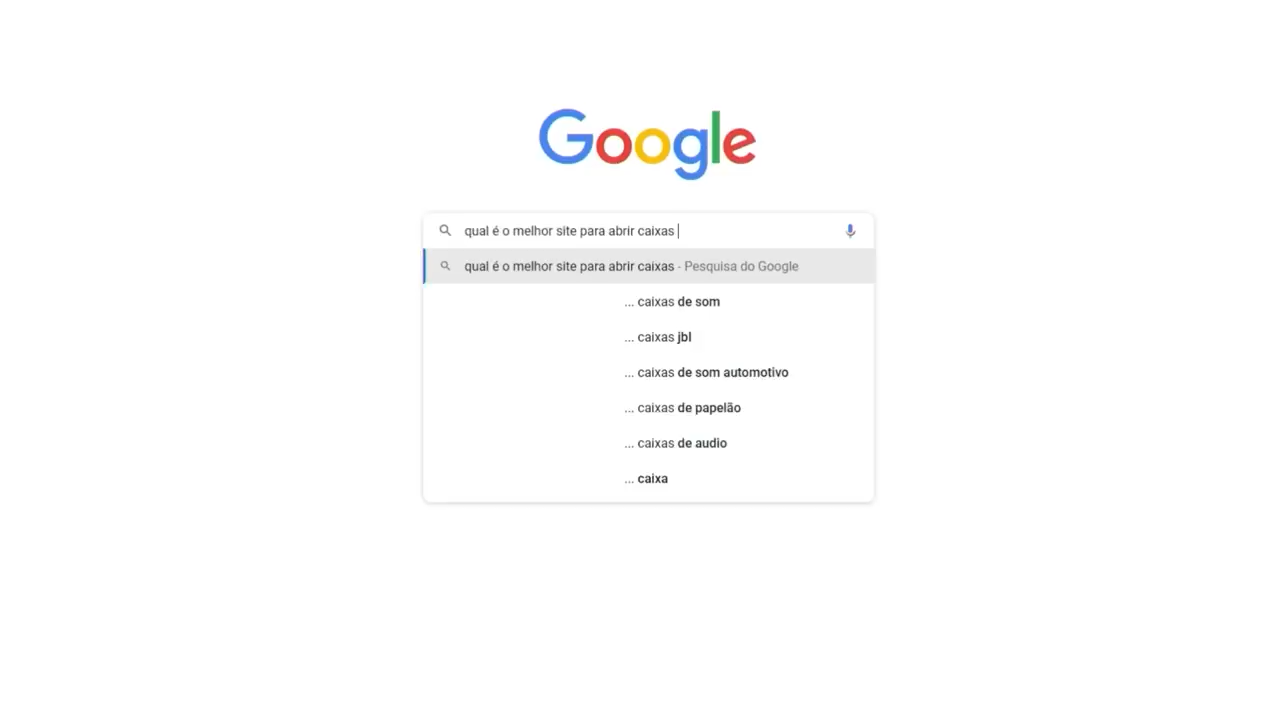 Google
qual é o melhor site para abrir caixas
qual é o melhor site para abrir caixas - Pesquisa do Google
... caixas de som
... caixas jbl
... caixas de som automotivo
... caixas de papelão
... caixas de audio
... caixa